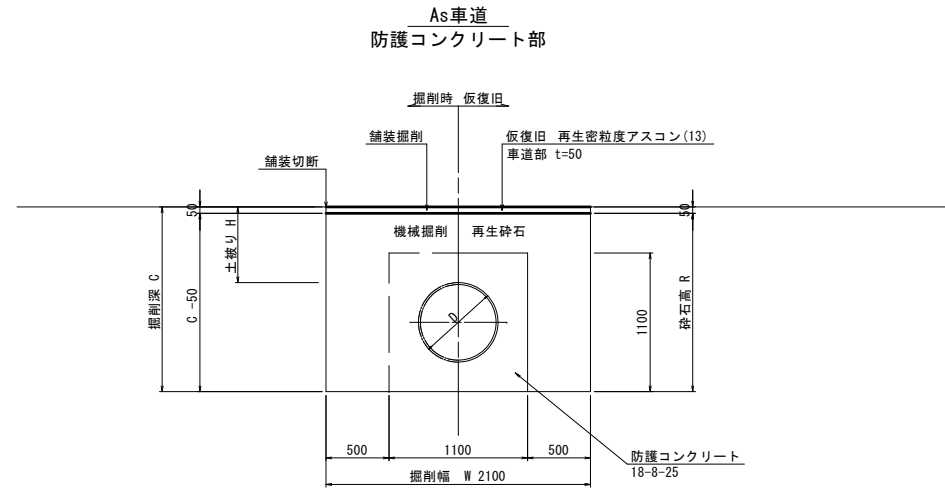 As車道
防護コンクリート部
掘削時 仮復旧
舗装掘削
仮復旧 再生密粒度アスコン(13)
車道部 t=50
舗装切断
50
50
機械掘削 再生砕石
土被り H
掘削深 C
C -50
D
1100
砕石高 R
500
1100
500
掘削幅 W 2100
防護コンクリート
18-8-25